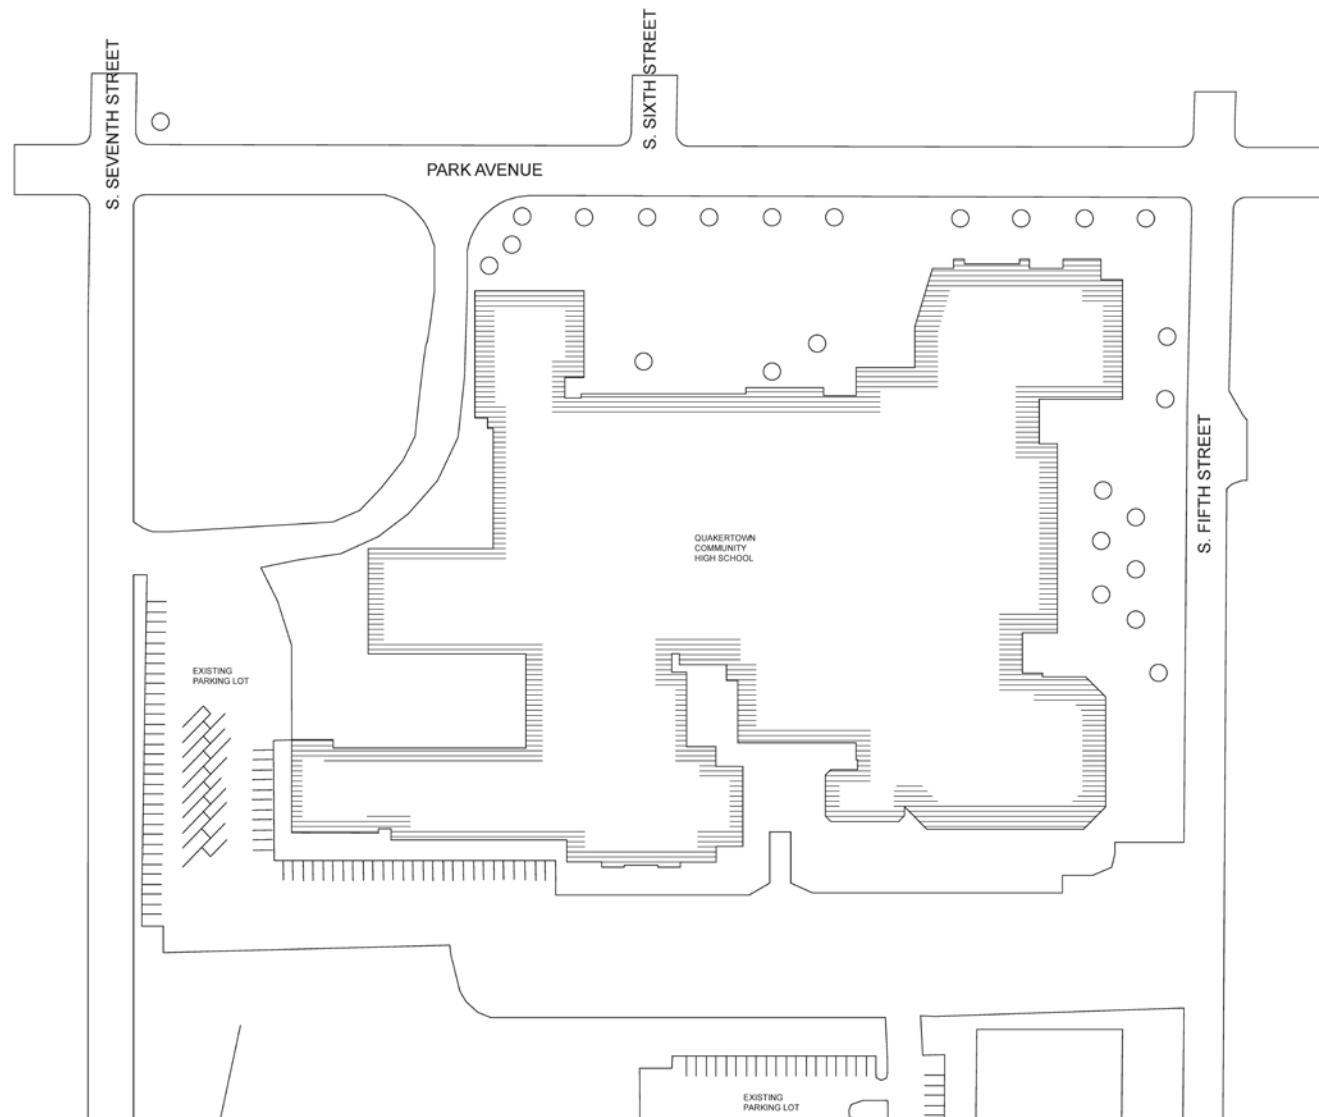 S. SEVENTH STREET
S. SIXTH STREET
PARK AVENUE
S. FIFTH STREET
QUAKERTOWN
COMMUNITY
HIGH SCHOOL
EXISTING
PARKING LOT
EXISTING
PARKING LOT